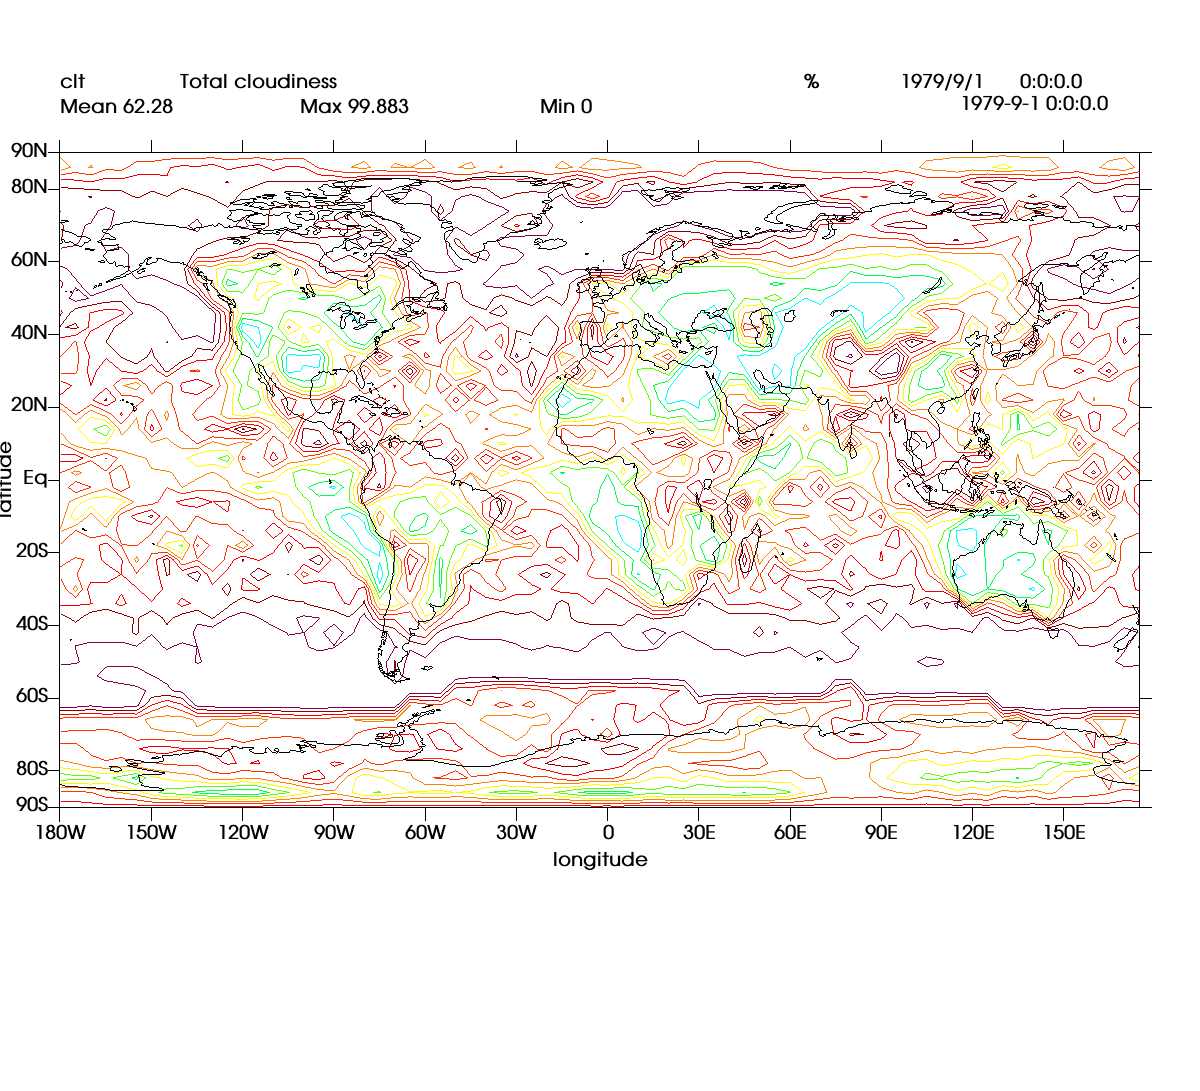 clt Total cloudiness % 1979/9/1 0:0:0.0
Mean 62.28 Max 99.883 Min 0 1979-9-1 0:0:0.0
90N
80N
60N
40N
20N
Eq
20S
40S
60S
80S
90S
latitude
180W 150W 120W 90W 60W 30W 0 30E 60E 90E 120E 150E
longitude